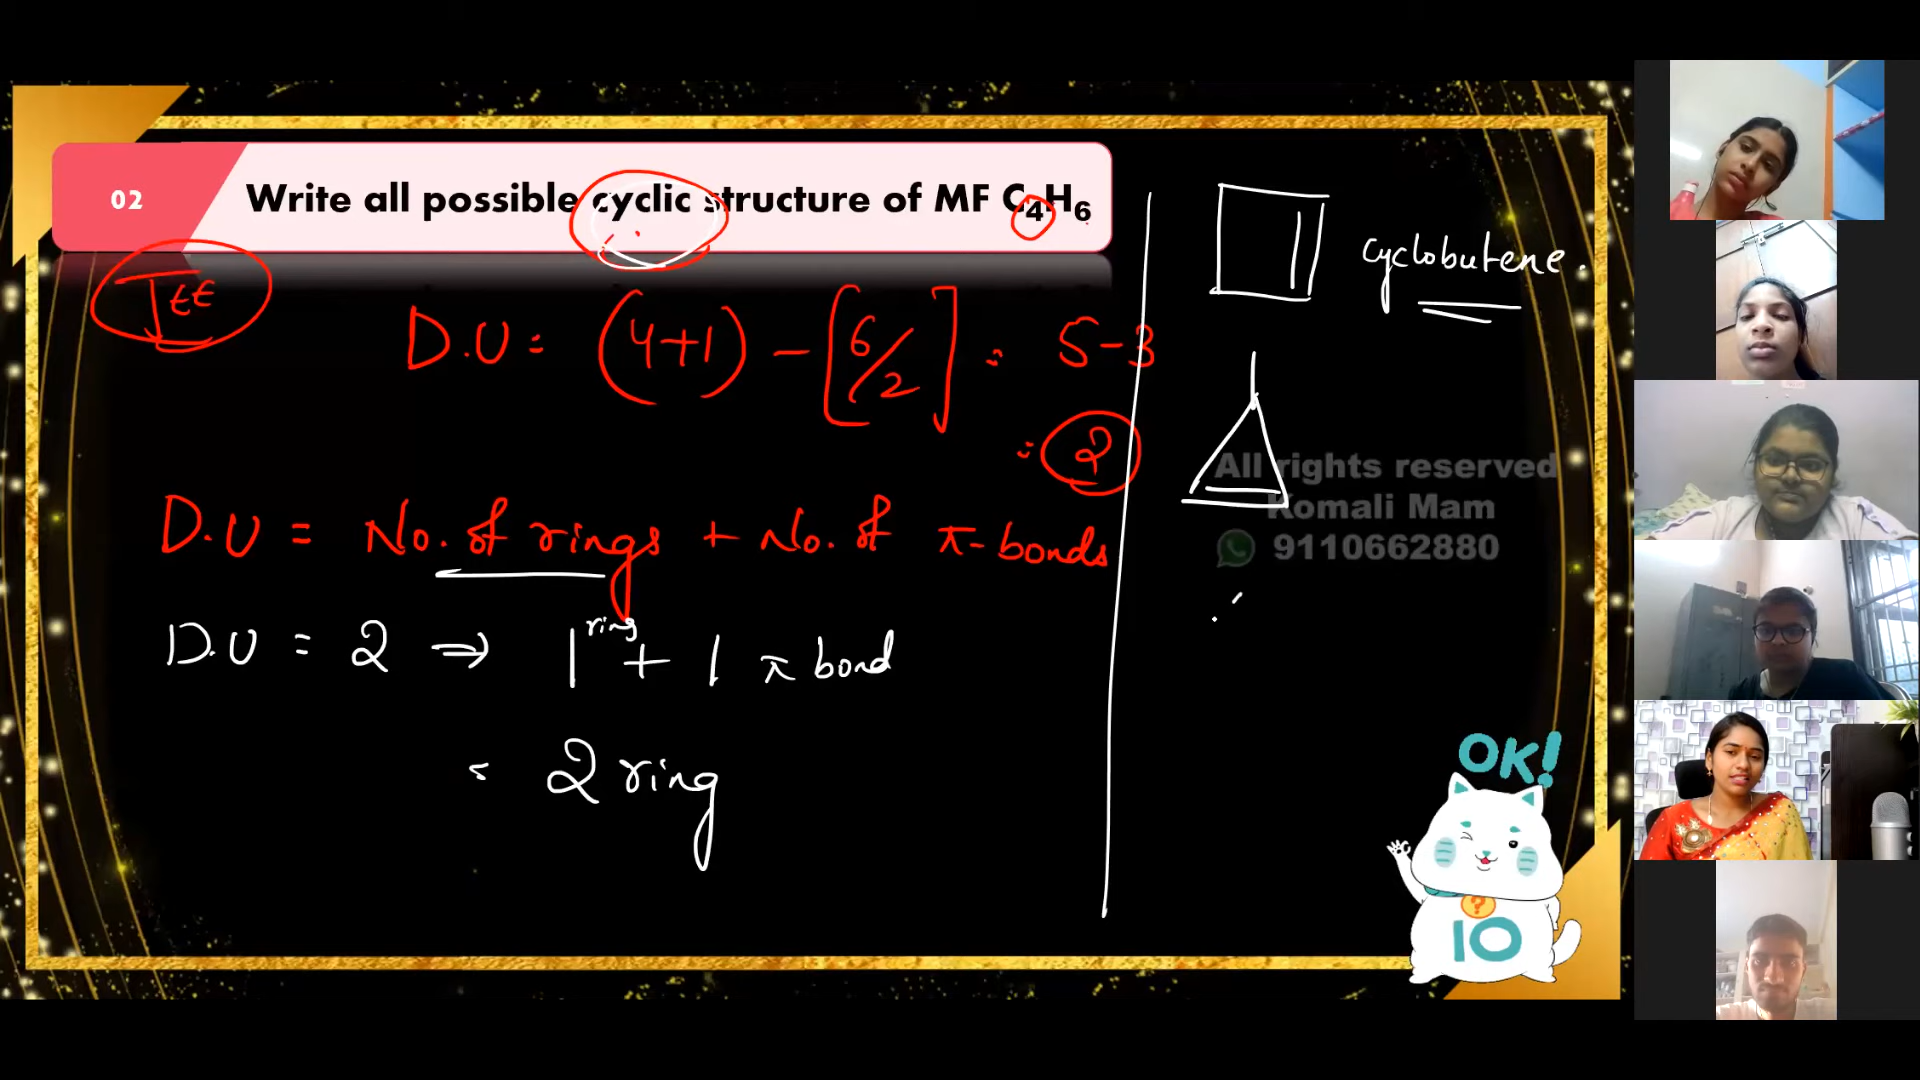 02
Write all possible cyclic structure of MF C₄H₆
JEE
D.U = (4+1) - [6/2] = 5-3
= 2
D.U = No. of rings + No. of π-bonds
D.U = 2 ⇒ 1 ring + 1 π bond
= 2 ring
cyclobutene.
All rights reserved
Komali Mam
9110662880
OK!
?
10